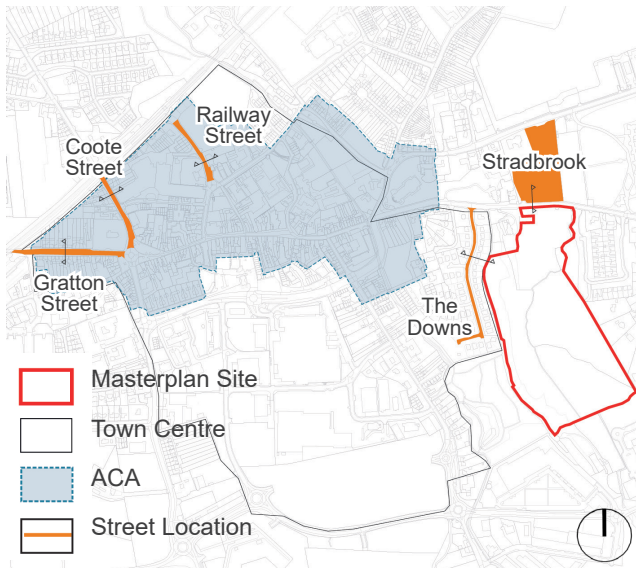 Railway
Street
Coote
Street
Stradbrook
Gratton
Street
The
Downs
Masterplan Site
Town Centre
ACA
Street Location